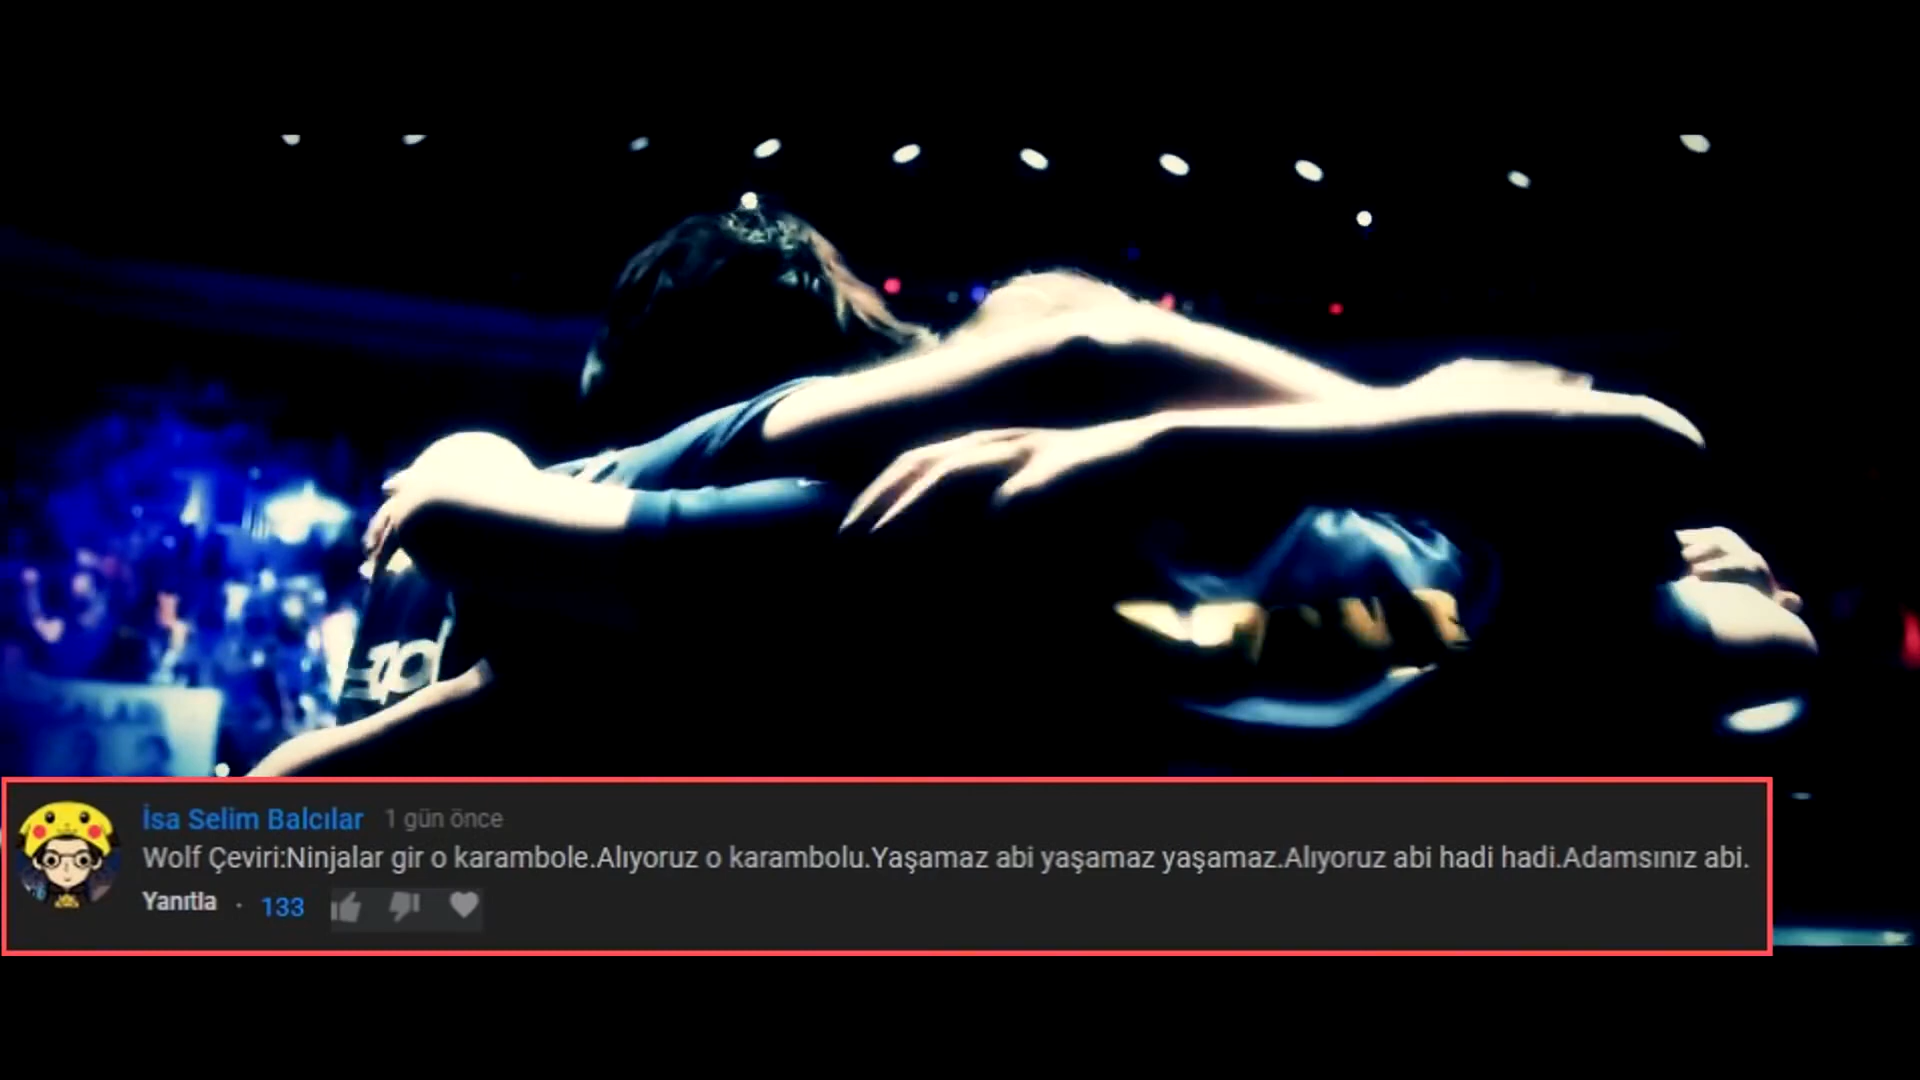 İsa Selim Balcılar 1 gün önce
Wolf Çeviri:Ninjalar gir o karambole.Alıyoruz o karambolu.Yaşamaz abi yaşamaz yaşamaz.Alıyoruz abi hadi hadi.Adamsınız abi.
Yanıtla · 133